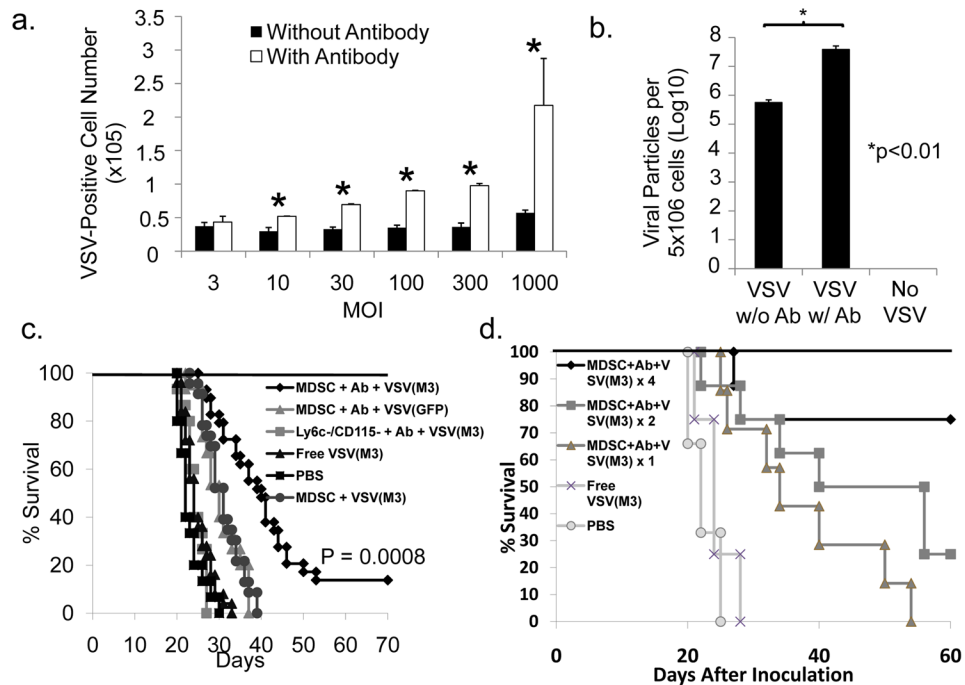 a.
VSV-Positive Cell Number
(x105)
3.5
3
2.5
2
1.5
1
0.5
0
Without Antibody
With Antibody
* * * * *
3 10 30 100 300 1000
MOI
b.
Viral Particles per
5x106 cells (Log10)
8
7
6
5
4
3
2
1
0
*
*p<0.01
VSV
w/o Ab
VSV
w/ Ab
No
VSV
c.
% Survival
100
80
60
40
20
0
MDSC + Ab + VSV(M3)
MDSC + Ab + VSV(GFP)
Ly6c-/CD115- + Ab + VSV(M3)
Free VSV(M3)
PBS
MDSC + VSV(M3)
P = 0.0008
0 10 20 30 40 50 60 70
Days
d.
% Survival
100
90
80
70
60
50
40
30
20
10
0
MDSC+Ab+V
SV(M3) x 4
MDSC+Ab+V
SV(M3) x 2
MDSC+Ab+V
SV(M3) x 1
Free
VSV(M3)
PBS
0 20 40 60
Days After Inoculation